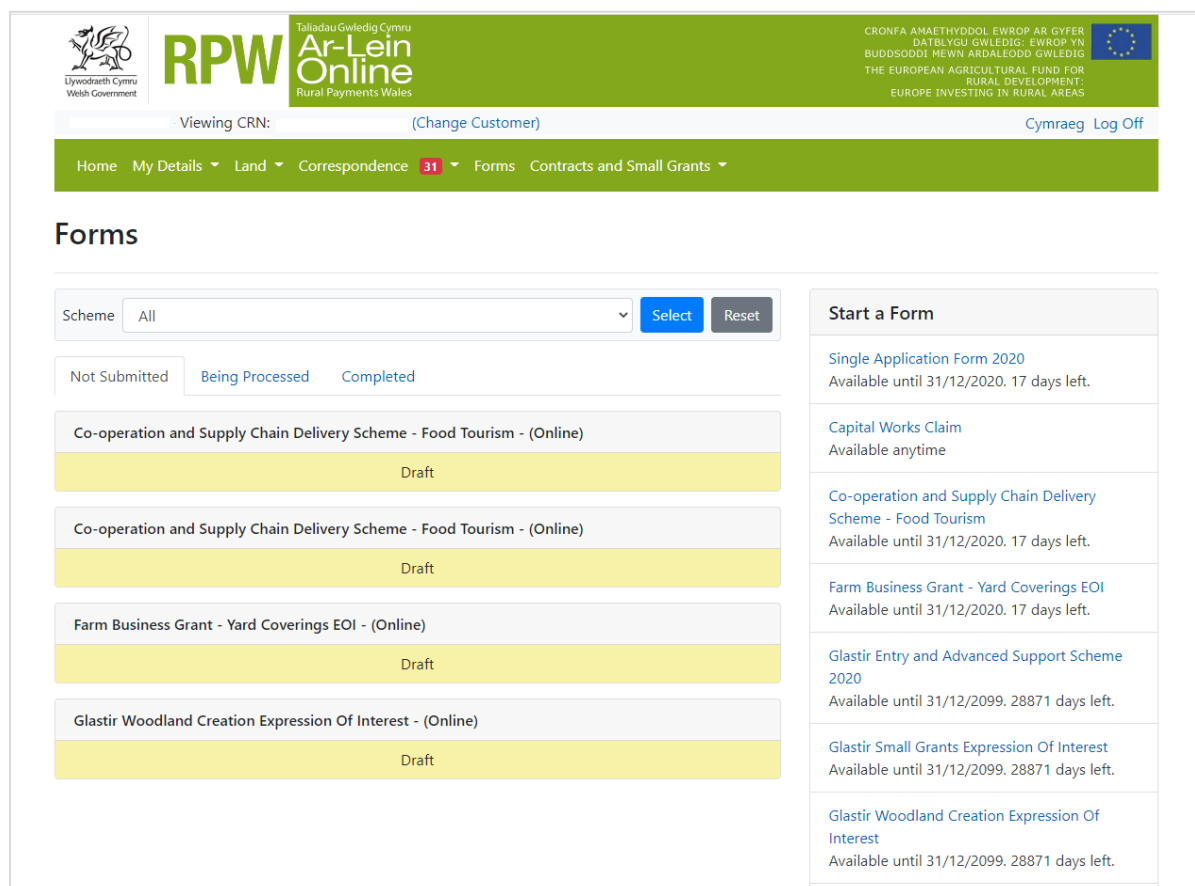 Llywodraeth Cymru
Welsh Government
RPW
Taliadau Gwledig Cymru
Ar-Lein
Online
Rural Payments Wales
CRONFA AMAETHYDDOL EWROP AR GYFER
DATBLYGU GWLEDIG: EWROP YN
BUDDSODDI MEWN ARDALEODD GWLEDIG
THE EUROPEAN AGRICULTURAL FUND FOR
RURAL DEVELOPMENT:
EUROPE INVESTING IN RURAL AREAS
- Viewing CRN: (Change Customer) Cymraeg Log Off
Home My Details Land Correspondence 31 Forms Contracts and Small Grants
Forms
Scheme All Select Reset
Not Submitted Being Processed Completed
Co-operation and Supply Chain Delivery Scheme - Food Tourism - (Online)
Draft
Co-operation and Supply Chain Delivery Scheme - Food Tourism - (Online)
Draft
Farm Business Grant - Yard Coverings EOI - (Online)
Draft
Glastir Woodland Creation Expression Of Interest - (Online)
Draft
Start a Form
Single Application Form 2020
Available until 31/12/2020. 17 days left.
Capital Works Claim
Available anytime
Co-operation and Supply Chain Delivery
Scheme - Food Tourism
Available until 31/12/2020. 17 days left.
Farm Business Grant - Yard Coverings EOI
Available until 31/12/2020. 17 days left.
Glastir Entry and Advanced Support Scheme
2020
Available until 31/12/2099. 28871 days left.
Glastir Small Grants Expression Of Interest
Available until 31/12/2099. 28871 days left.
Glastir Woodland Creation Expression Of
Interest
Available until 31/12/2099. 28871 days left.